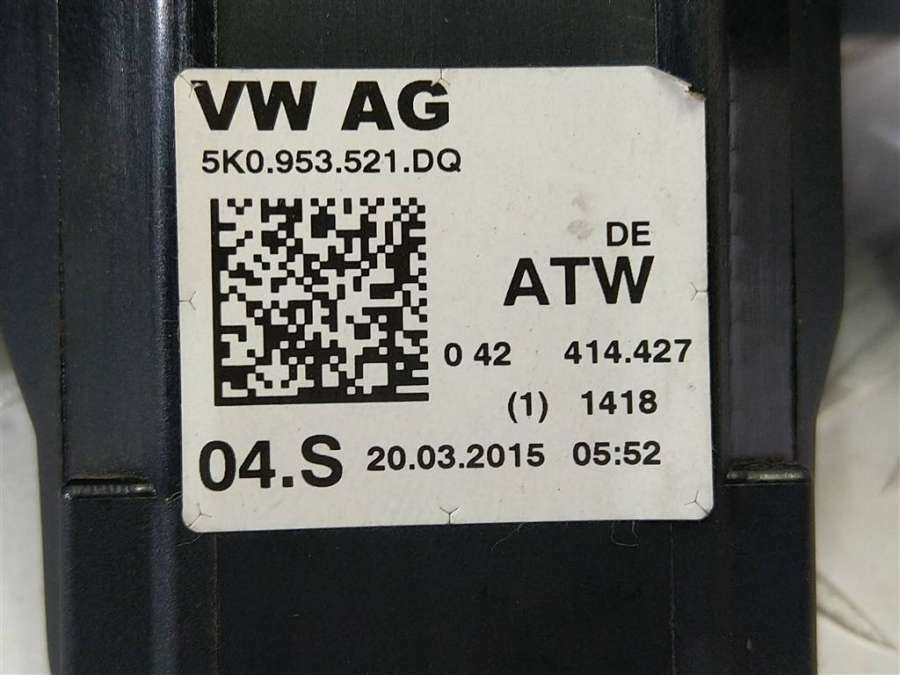 VW AG
5K0.953.521.DQ
DE
ATW
0 42 414.427
(1) 1418
04.S 20.03.2015 05:52